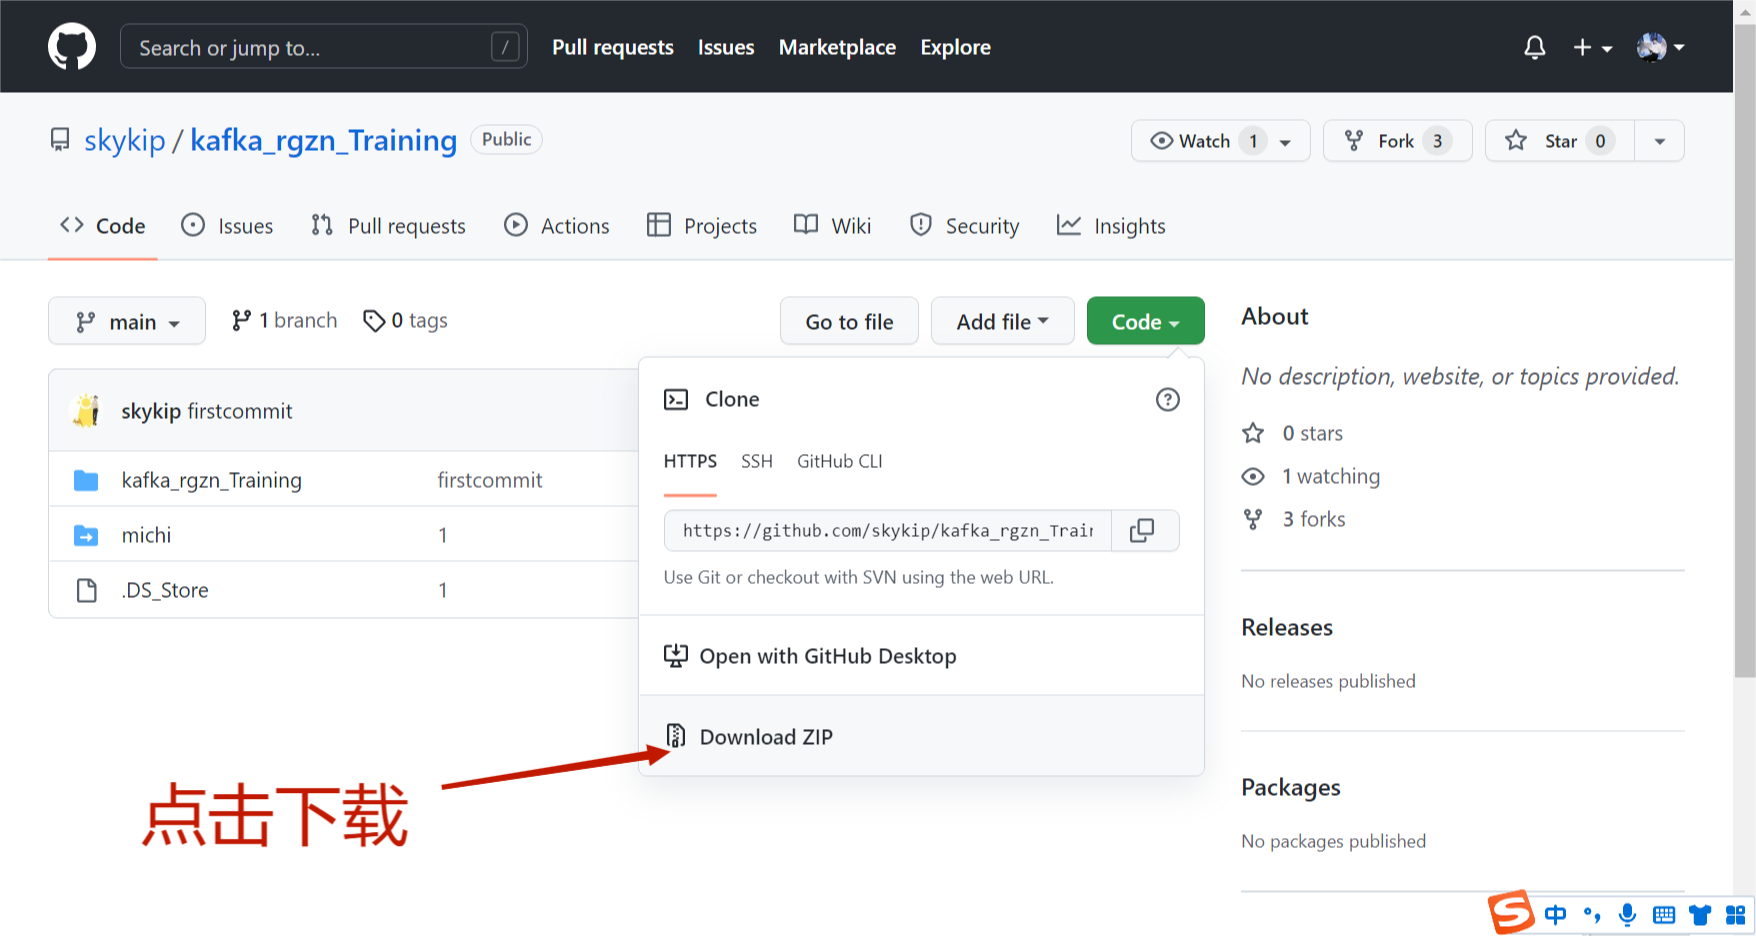 Search or jump to... /
Pull requests Issues Marketplace Explore
skykip / kafka_rgzn_Training Public
Watch 1 Fork 3 Star 0
Code Issues Pull requests Actions Projects Wiki Security Insights
main 1 branch 0 tags
Go to file Add file Code
skykip firstcommit
kafka_rgzn_Training firstcommit
michi 1
.DS_Store 1
Clone
HTTPS SSH GitHub CLI
https://github.com/skykip/kafka_rgzn_Train
Use Git or checkout with SVN using the web URL.
Open with GitHub Desktop
Download ZIP
点击下载
About
No description, website, or topics provided.
0 stars
1 watching
3 forks
Releases
No releases published
Packages
No packages published
S 中